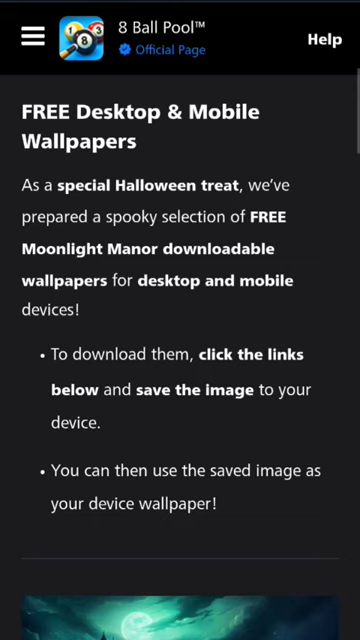 8 Ball Pool™
Official Page
Help
FREE Desktop & Mobile
Wallpapers
As a special Halloween treat, we've
prepared a spooky selection of FREE
Moonlight Manor downloadable
wallpapers for desktop and mobile
devices!
• To download them, click the links
below and save the image to your
device.
• You can then use the saved image as
your device wallpaper!